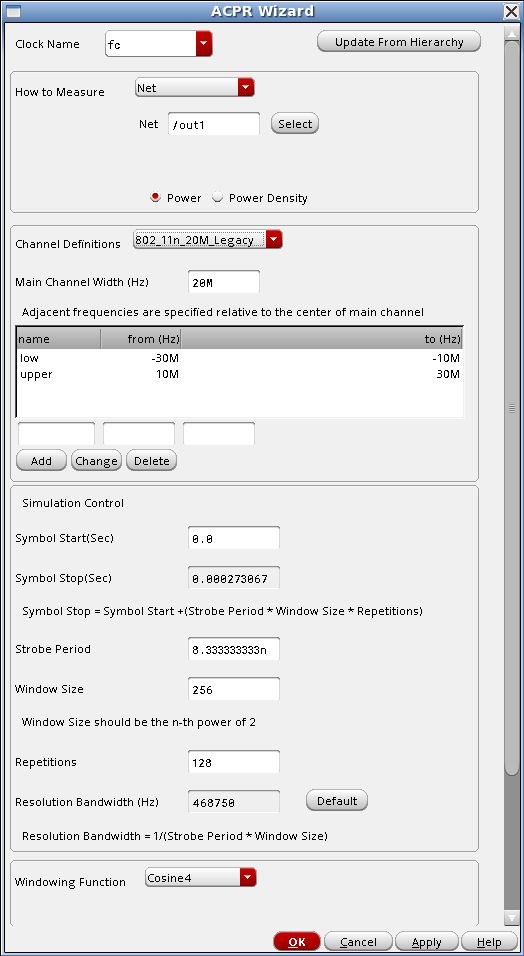 ACPR Wizard
Clock Name fc Update From Hierarchy
How to Measure Net
Net /out1 Select
Power Power Density
Channel Definitions 802_11n_20M_Legacy
Main Channel Width (Hz) 20M
Adjacent frequencies are specified relative to the center of main channel
name from (Hz) to (Hz)
low -30M -10M
upper 10M 30M
Add Change Delete
Simulation Control
Symbol Start(Sec) 0.0
Symbol Stop(Sec) 0.000273067
Symbol Stop = Symbol Start +(Strobe Period * Window Size * Repetitions)
Strobe Period 8.333333333n
Window Size 256
Window Size should be the n-th power of 2
Repetitions 128
Resolution Bandwidth (Hz) 468750 Default
Resolution Bandwidth = 1/(Strobe Period * Window Size)
Windowing Function Cosine4
OK Cancel Apply Help